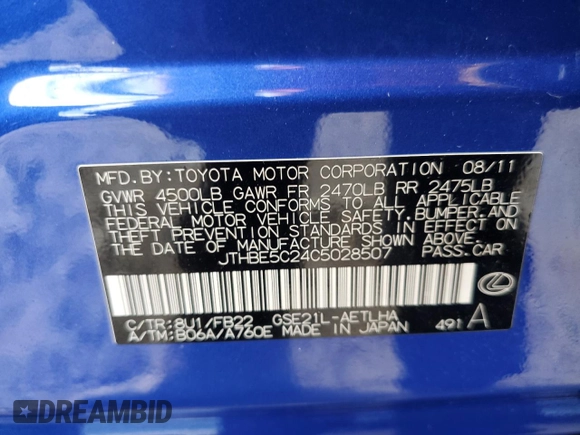 MFD.BY:TOYOTA MOTOR CORPORATION 08/11
GVWR 4500LB GAWR FR 2470LB RR 2475LB
THIS VEHICLE CONFORMS TO ALL APPLICABLE
FEDERAL MOTOR VEHICLE SAFETY,BUMPER,AND
THEFT PREVENTION STANDARDS IN EFFECT ON
THE DATE OF MANUFACTURE SHOWN ABOVE.
JTHBE5C24C5028507 PASS.CAR
C/TR:8U1/FB22 GSE21L-AETLHA
A/TM:B06A/A760E MADE IN JAPAN 491 A
DREAMBID